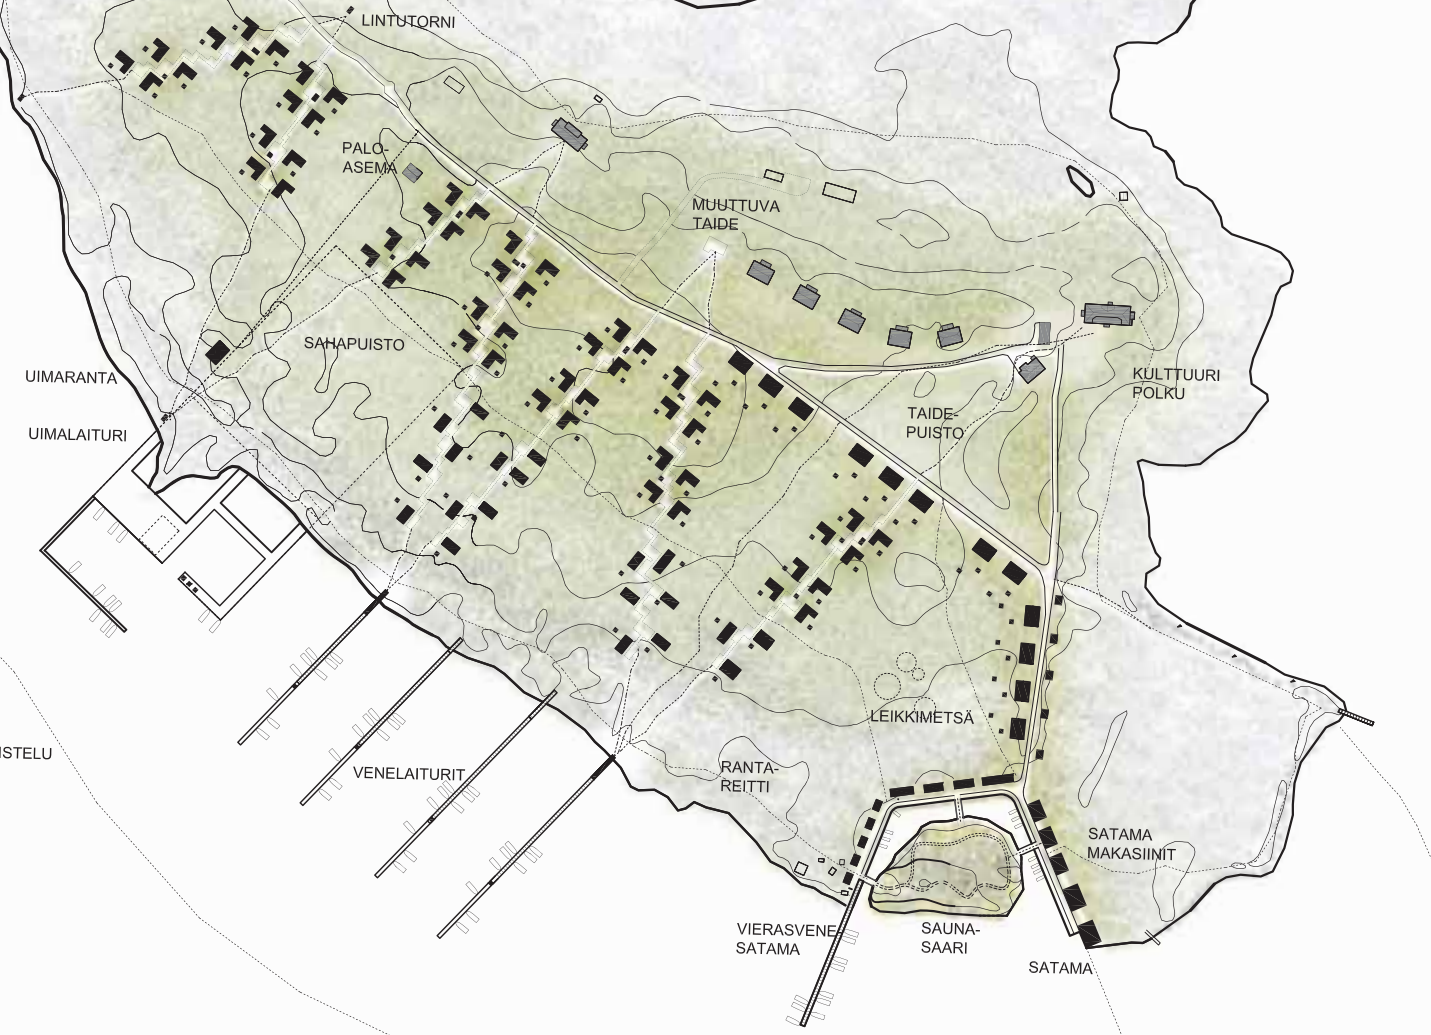 LINTUTORNI
PALO-
ASEMA
MUUTTUVA
TAIDE
SAHAPUISTO
UIMARANTA
KULTTUURI
POLKU
TAIDE-
PUISTO
UIMALAITURI
LEIKKIMETSÄ
ISTELU
VENELAITURIT
RANTA-
REITTI
SATAMA
MAKASIINIT
VIERASVENE-
SATAMA
SAUNA-
SAARI
SATAMA